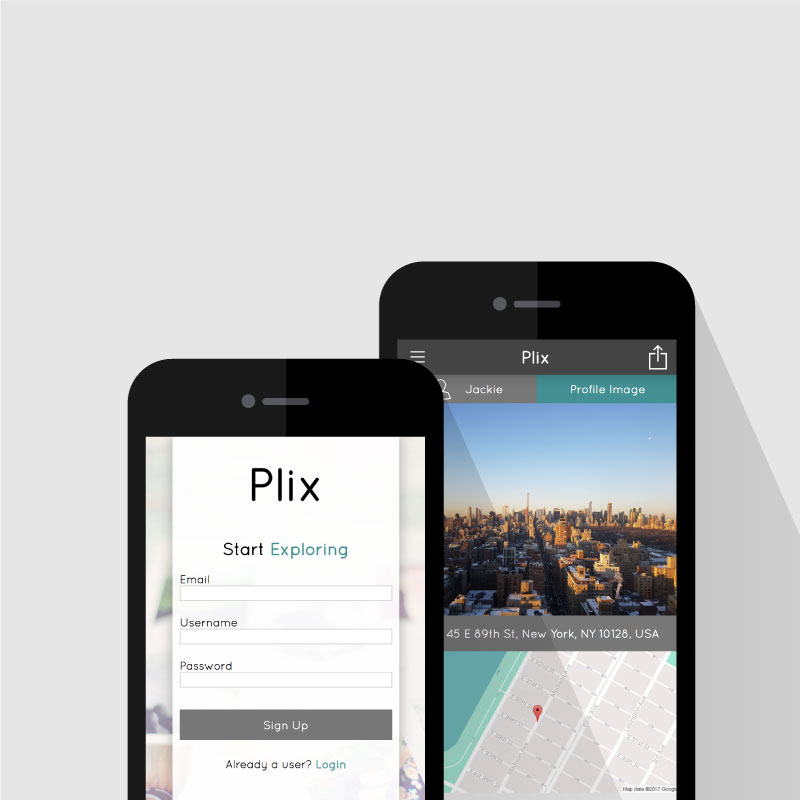 Plix
Start Exploring
Email
Username
Password
Sign Up
Already a user? Login
Plix
Jackie
Profile Image
45 E 89th St, New York, NY 10128, USA
Map data ©2017 Google